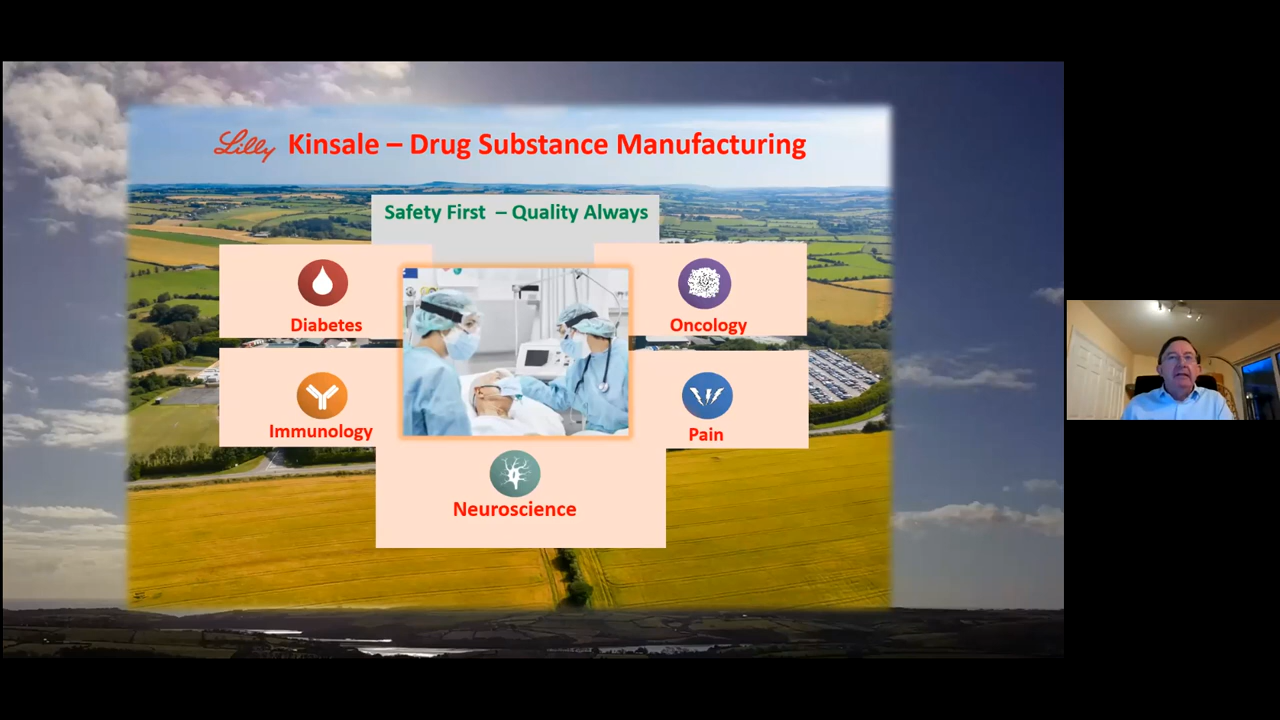 Lilly Kinsale – Drug Substance Manufacturing
Safety First – Quality Always
Diabetes
Oncology
Immunology
Pain
Neuroscience